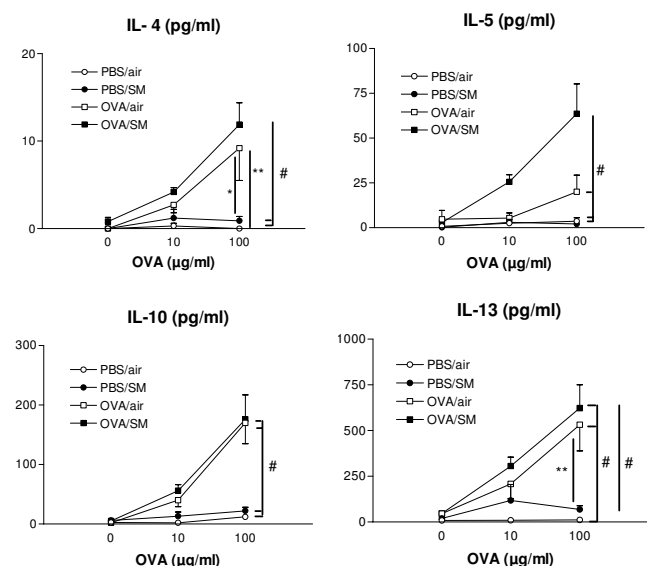 IL- 4 (pg/ml)
20
10
0
PBS/air
PBS/SM
OVA/air
OVA/SM
*
**
#
0 10 100
OVA (µg/ml)
IL-5 (pg/ml)
100
75
50
25
0
PBS/air
PBS/SM
OVA/air
OVA/SM
#
0 10 100
OVA (µg/ml)
IL-10 (pg/ml)
300
200
100
0
PBS/air
PBS/SM
OVA/air
OVA/SM
#
0 10 100
OVA (µg/ml)
IL-13 (pg/ml)
1000
750
500
250
0
PBS/air
PBS/SM
OVA/air
OVA/SM
** # #
0 10 100
OVA (µg/ml)